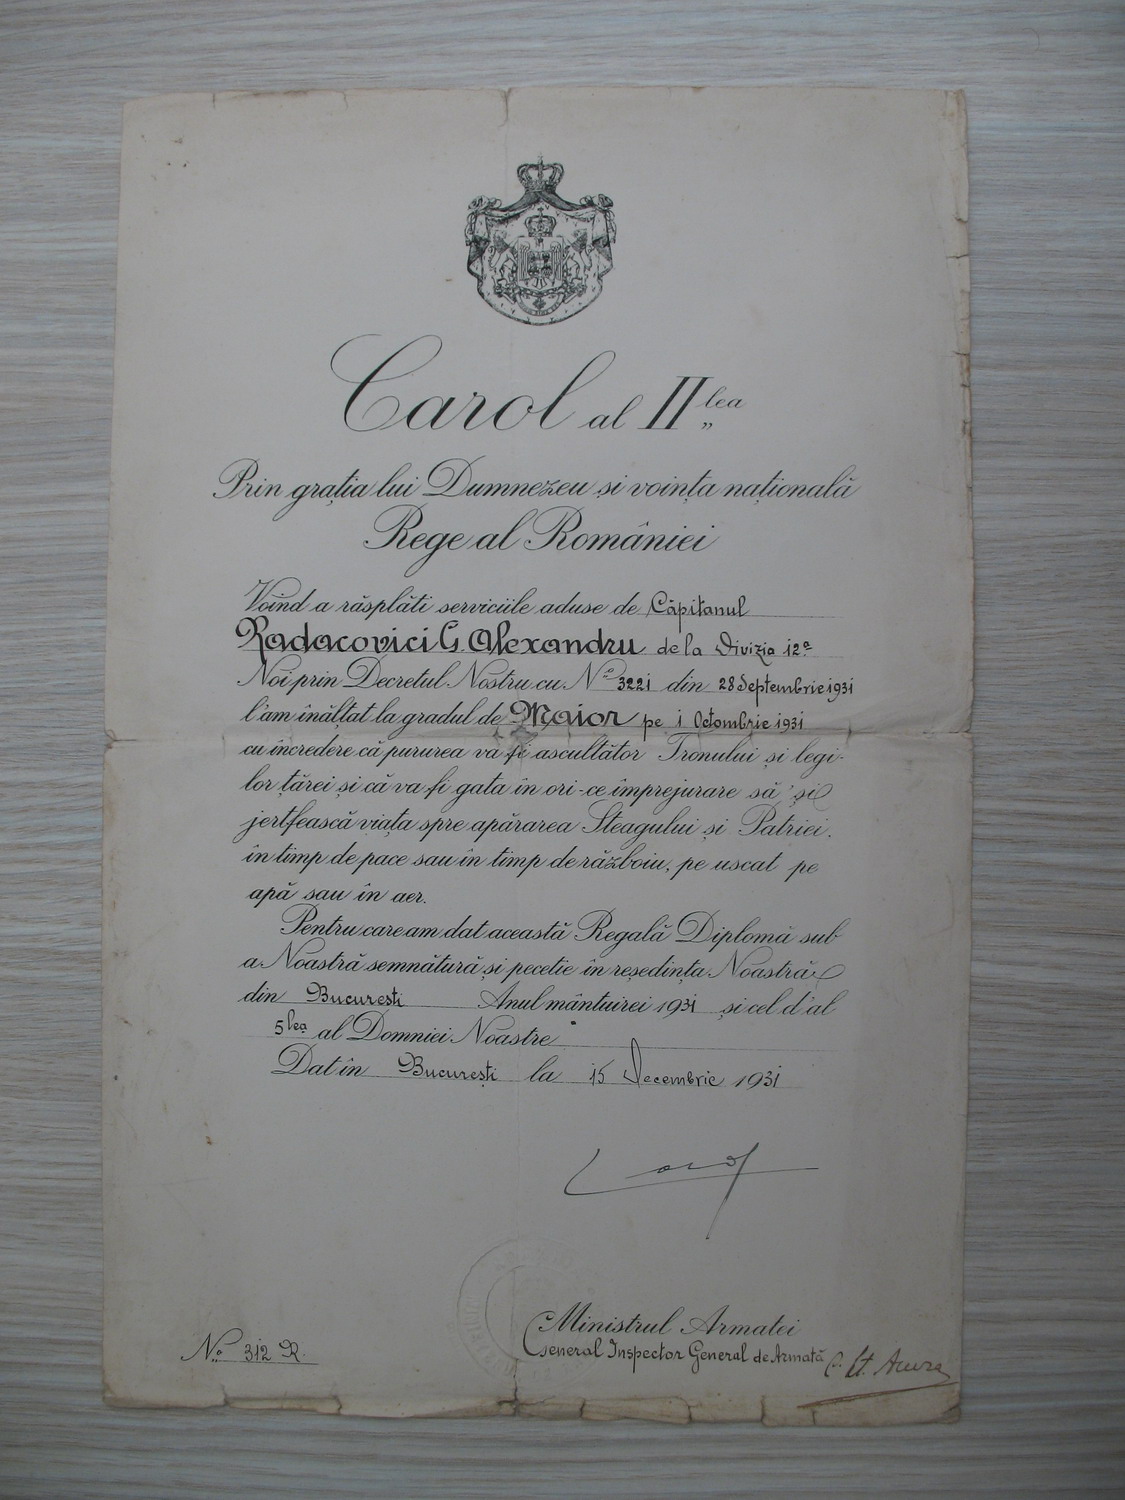 Carol al II lea
Prin grația lui Dumnezeu și voința națională
Rege al României
Voind a răsplăti serviciile aduse de Căpitanul
Radacovici G. Alexandru de la Divizia 12ª
Noi prin Decretul Nostru cu Nº 3221 din 28 Septembrie 1931
l'am înălțat la gradul de Maior pe 1 Octombrie 1931
cu încredere că pururea va fi ascultător Tronului și legi-
lor țărei și că va fi gata în ori-ce împrejurare să'și
jertfească viața spre apărarea Steagului și Patriei.
în timp de pace sau în timp de războiu, pe uscat pe
apă sau în aer.
Pentru care am dat această Regală Diplomă sub
a Noastră semnătură și pecetie în reședința Noastră
din București Anul mântuirei 1931 și cel d'al
5 lea al Domniei Noastre
Dat în București la 15 Decembrie 1931
Carol
Ministrul Armatei
General Inspector General de Armată
Nº 312 R.